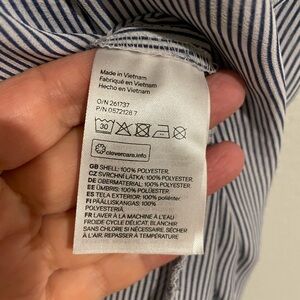 Made in Vietnam
Fabriqué en Vietnam
Hecho en Vietnam
O/N 261737
P/N 0572128 7
30
clevercare.info
GB SHELL: 100% POLYESTER
CZ SVRCHNÍ LÁTKA: 100% POLYESTER
DE OBERMATERIAL: 100% POLYESTER
EE ÜMBRIS: 100% POLÜESTER
ES TELA EXTERIOR: 100% poliéster
FI PÄÄLLIKANGAS: 100%
POLYESTERIÄ
FR LAVER À LA MACHINE À L'EAU
FROIDE CYCLE DÉLICAT, BLANCHIR
SANS CHLORE SI NÉCESSAIRE, SÉCHER
À L'AIR, REPASSER À TEMPÉRATURE